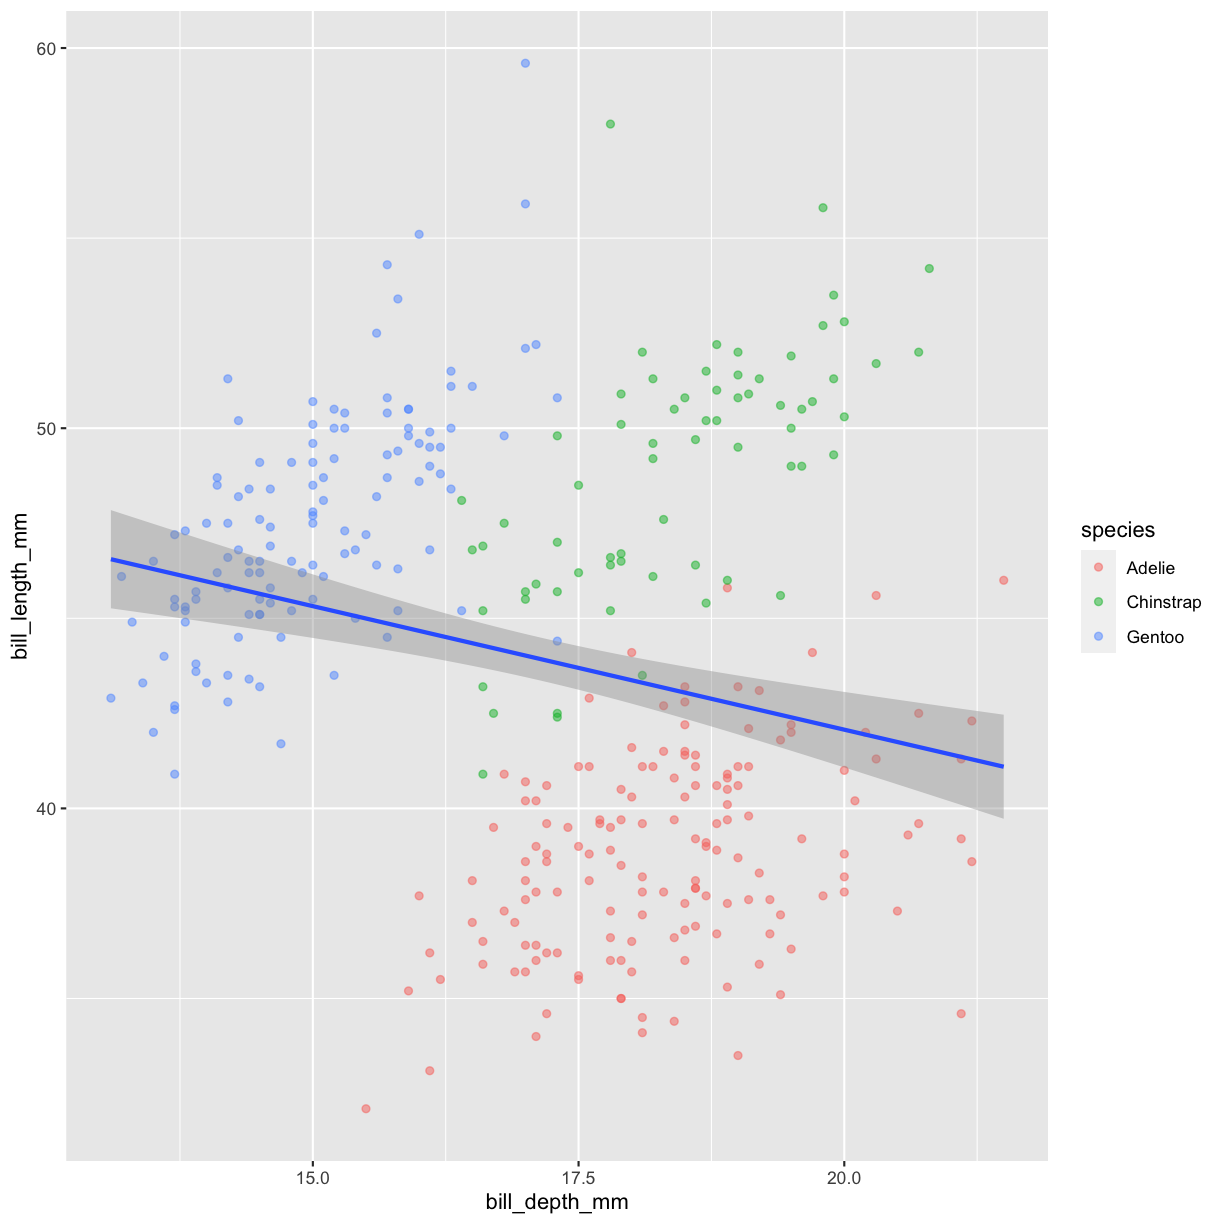 60
50
40
bill_length_mm
15.0
17.5
20.0
bill_depth_mm
species
Adelie
Chinstrap
Gentoo